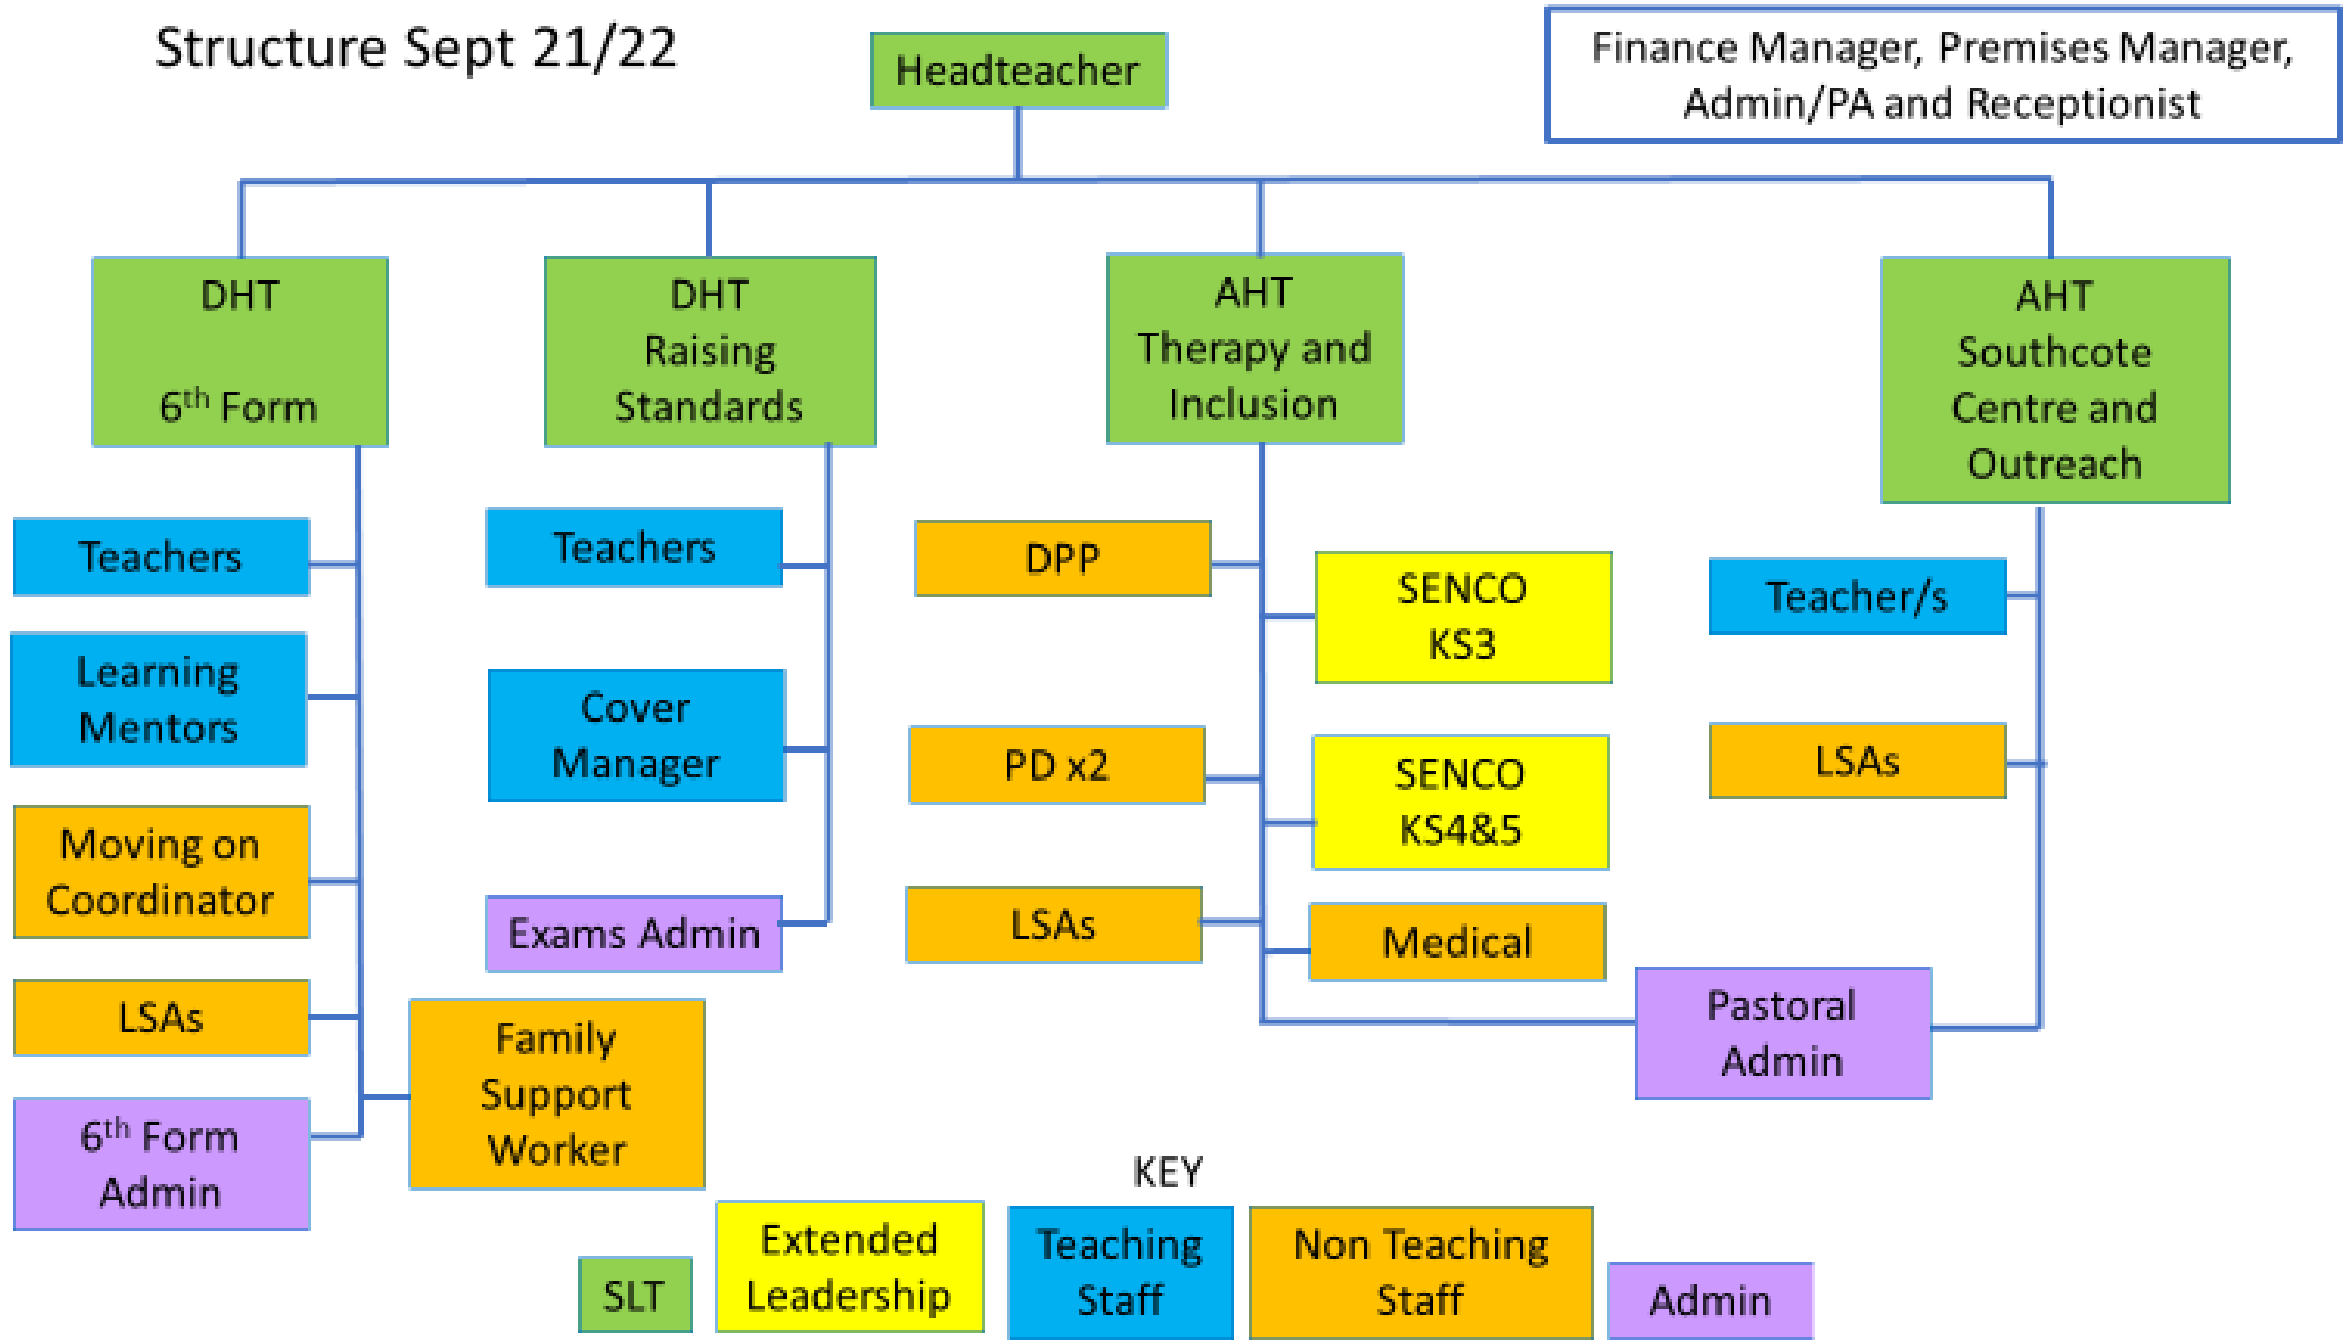 Structure Sept 21/22
Headteacher
Finance Manager, Premises Manager,
Admin/PA and Receptionist
DHT
6th Form
DHT
Raising
Standards
AHT
Therapy and
Inclusion
AHT
Southcote
Centre and
Outreach
Teachers
Learning
Mentors
Moving on
Coordinator
LSAs
6th Form
Admin
Family
Support
Worker
Teachers
Cover
Manager
Exams Admin
DPP
PD x2
LSAs
SENCO
KS3
SENCO
KS4&5
Medical
Teacher/s
LSAs
Pastoral
Admin
KEY
SLT
Extended
Leadership
Teaching
Staff
Non Teaching
Staff
Admin